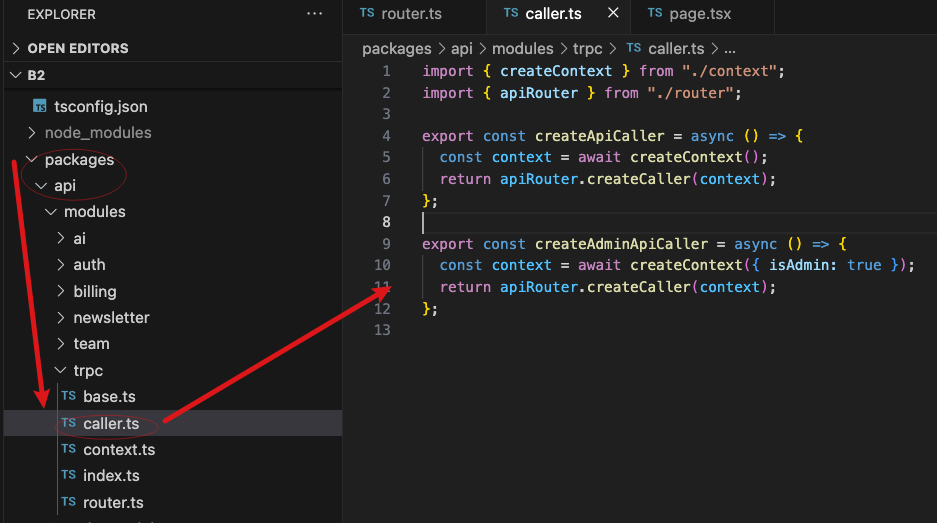 EXPLORER
...
OPEN EDITORS
B2
TS tsconfig.json
node_modules
packages
api
modules
ai
auth
billing
newsletter
team
trpc
TS base.ts
TS caller.ts
TS context.ts
TS index.ts
TS router.ts
TS router.ts TS caller.ts × TS page.tsx
packages > api > modules > trpc > TS caller.ts > ...
1 import { createContext } from "./context";
2 import { apiRouter } from "./router";
3
4 export const createApiCaller = async () => {
5 const context = await createContext();
6 return apiRouter.createCaller(context);
7 };
8
9 export const createAdminApiCaller = async () => {
10 const context = await createContext({ isAdmin: true });
11 return apiRouter.createCaller(context);
12 };
13